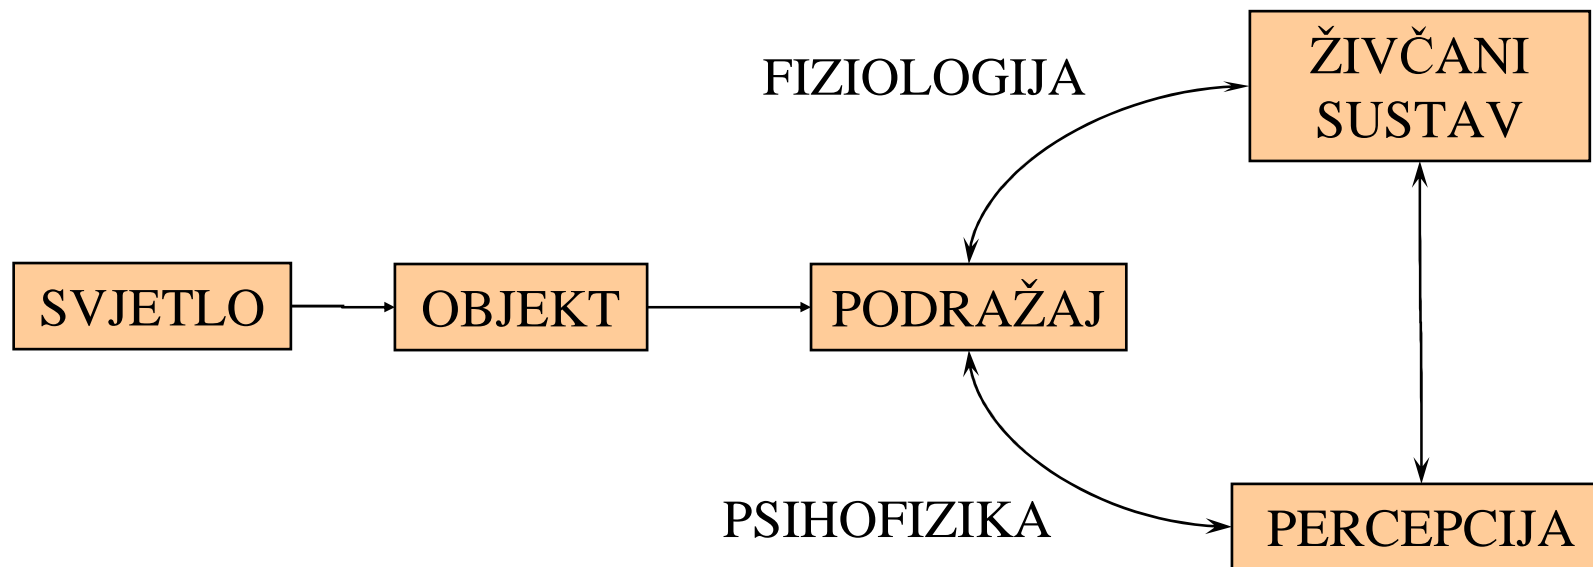 FIZIOLOGIJA
ŽIVČANI
SUSTAV
SVJETLO
OBJEKT
PODRAŽAJ
PSIHOFIZIKA
PERCEPCIJA